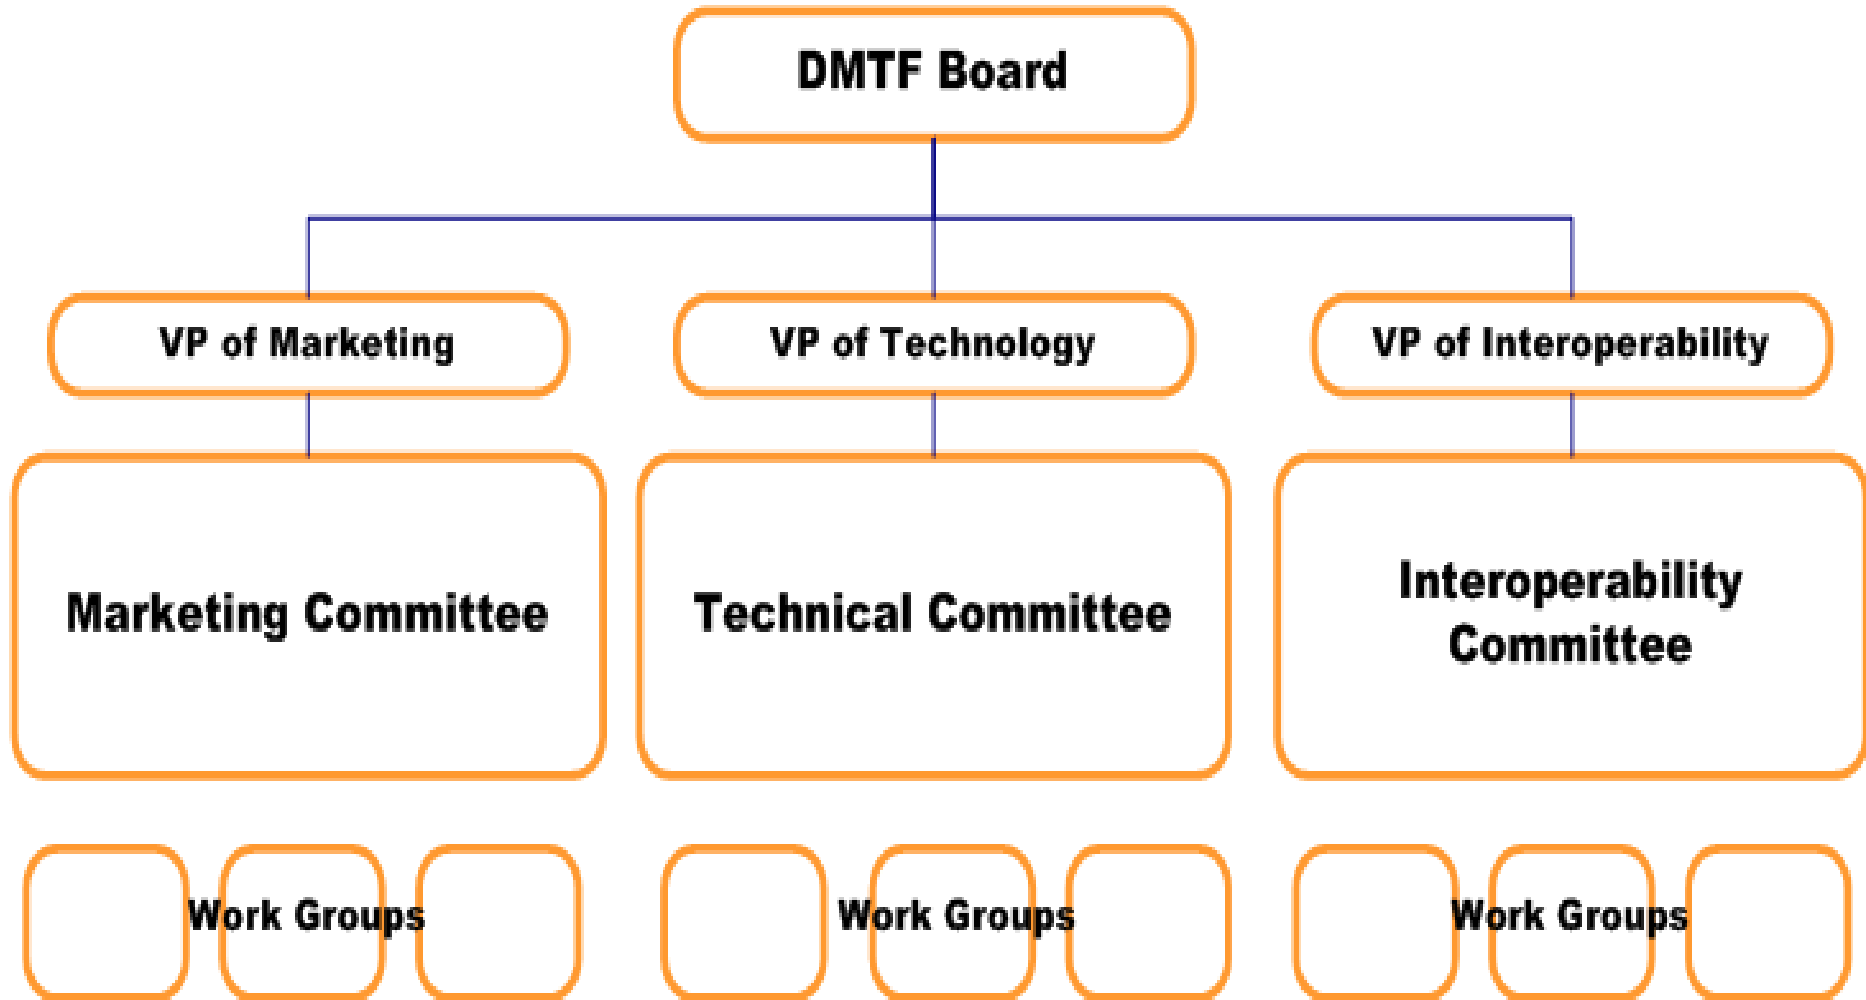 DMTF Board
VP of Marketing
VP of Technology
VP of Interoperability
Marketing Committee
Technical Committee
Interoperability
Committee
Work Groups
Work Groups
Work Groups